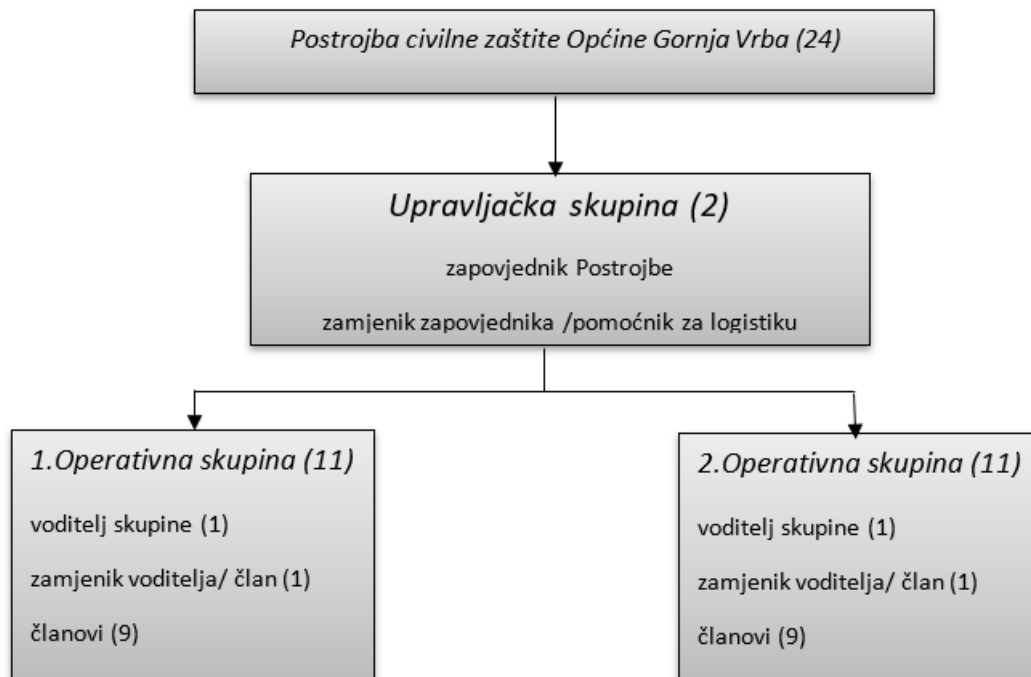 Postrojba civilne zaštite Općine Gornja Vrba (24)
Upravljačka skupina (2)
zapovjednik Postrojbe
zamjenik zapovjednika /pomoćnik za logistiku
1.Operativna skupina (11)
voditelj skupine (1)
zamjenik voditelja/ član (1)
članovi (9)
2.Operativna skupina (11)
voditelj skupine (1)
zamjenik voditelja/ član (1)
članovi (9)